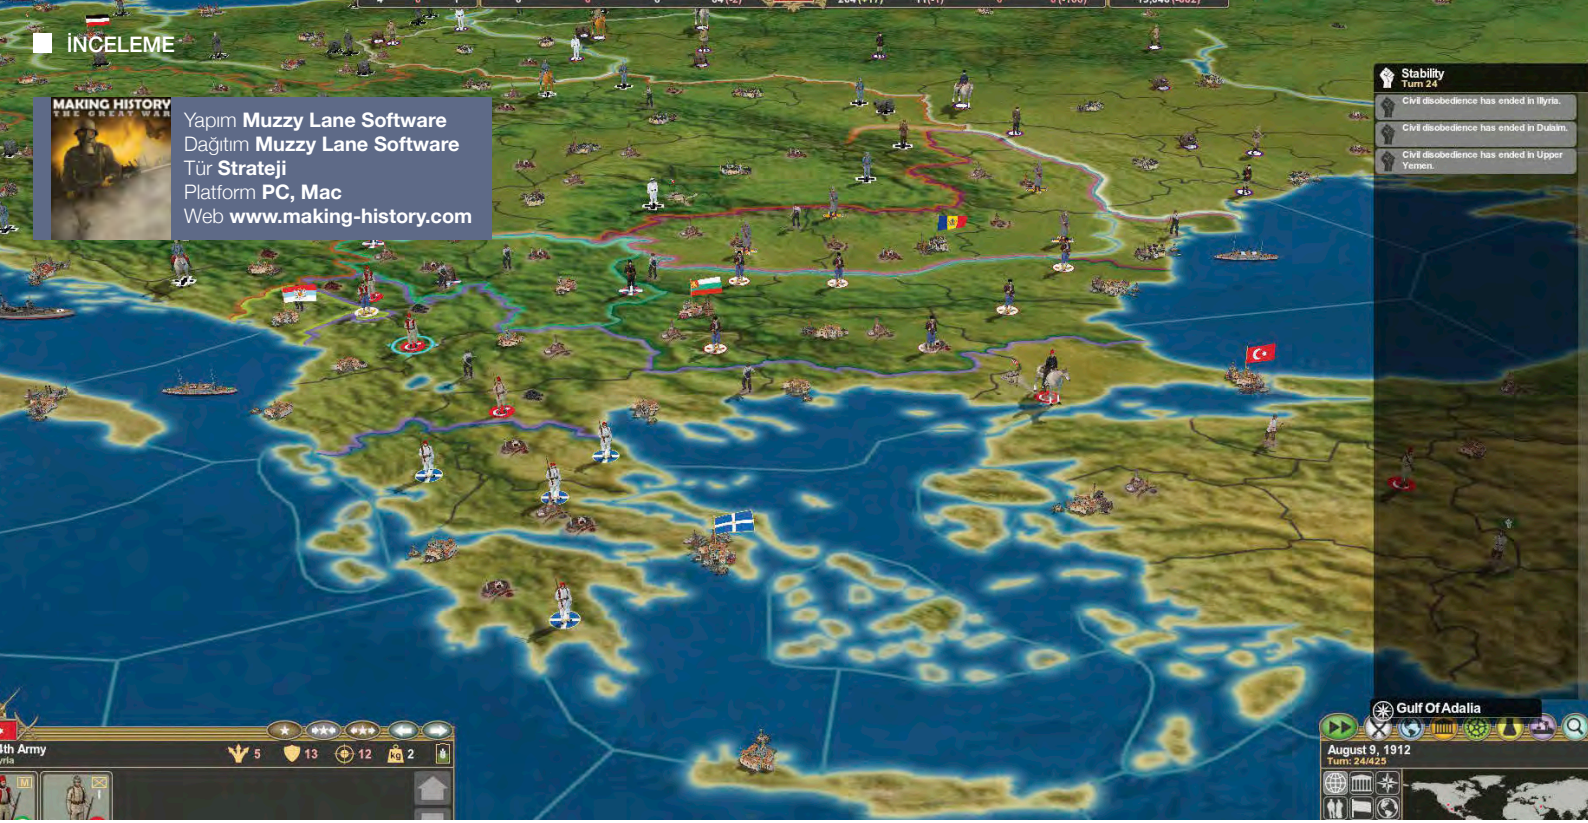 İNCELEME
MAKING HISTORY
THE GREAT WAR
Yapım Muzzy Lane Software
Dağıtım Muzzy Lane Software
Tür Strateji
Platform PC, Mac
Web www.making-history.com
Stability
Turn 24
Civil disobedience has ended in Illyria.
Civil disobedience has ended in Dulaim.
Civil disobedience has ended in Upper
Yemen.
Gulf Of Adalia
4th Army
5 13 12 kg 2
M
I
August 9, 1912
Turn: 24/425